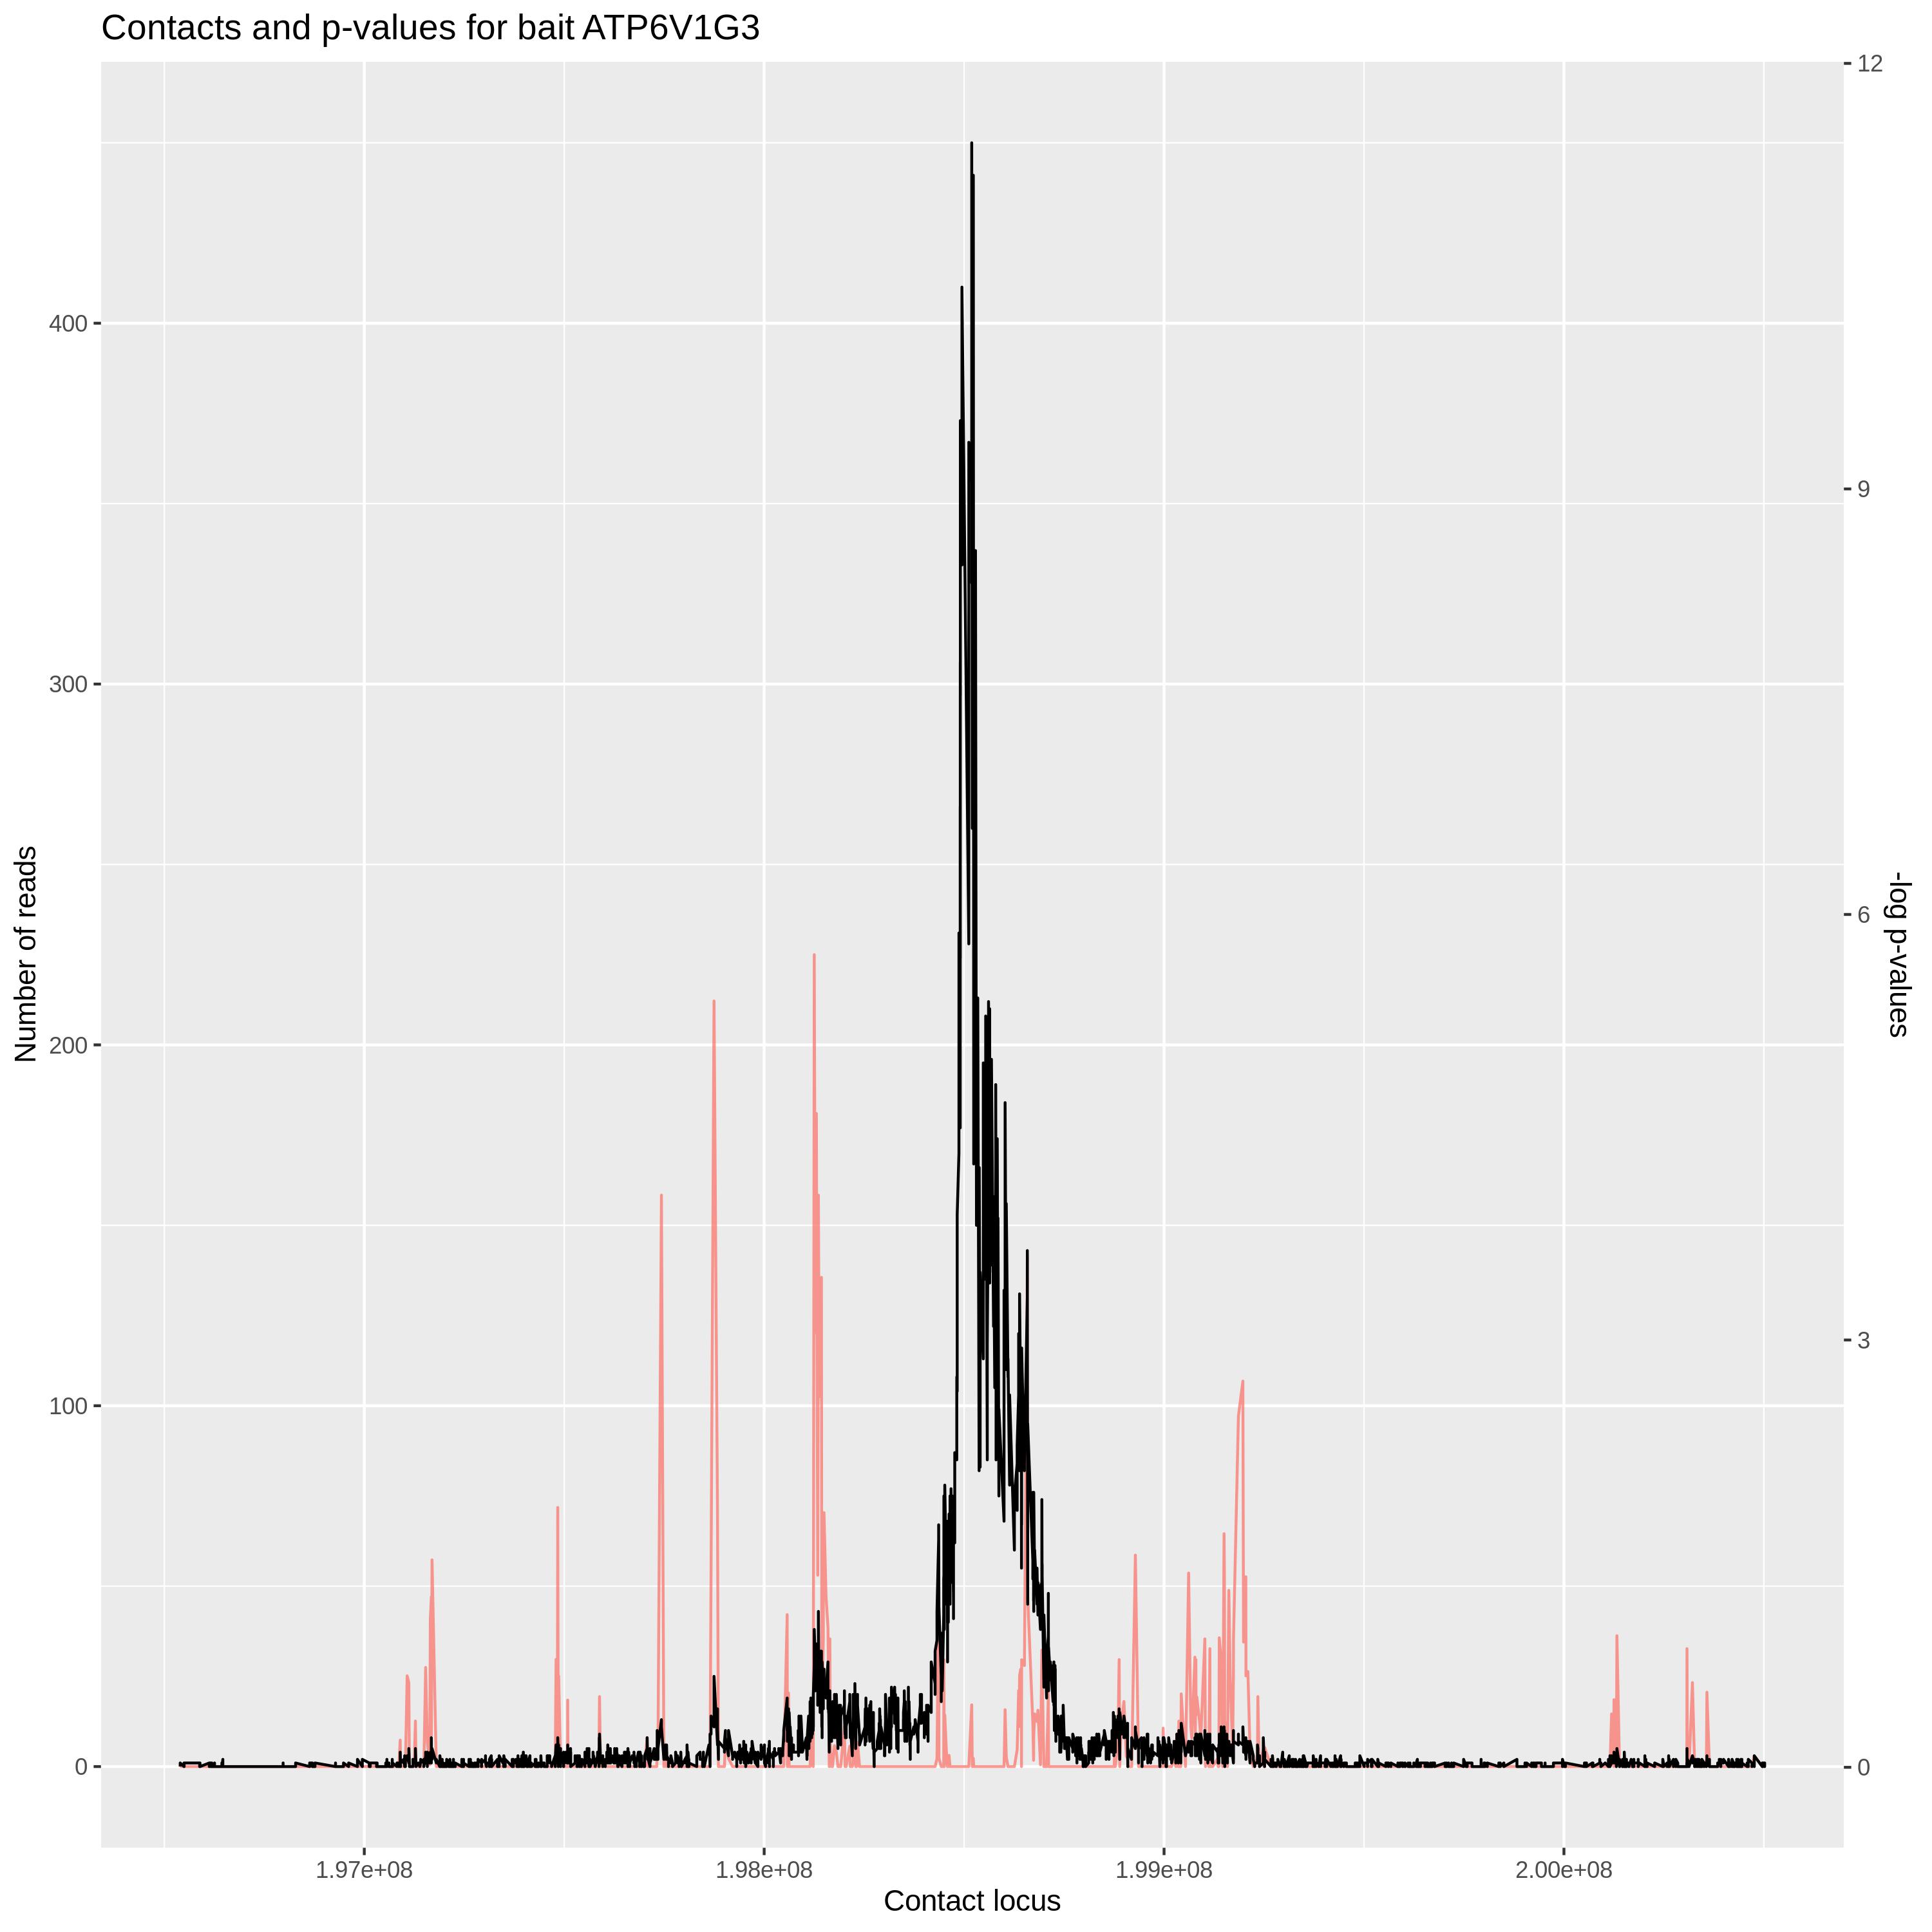 Contacts and p-values for bait ATP6V1G3
Number of reads
400
300
200
100
0
12
9
6
3
0
-log p-values
1.97e+08
1.98e+08
1.99e+08
2.00e+08
Contact locus